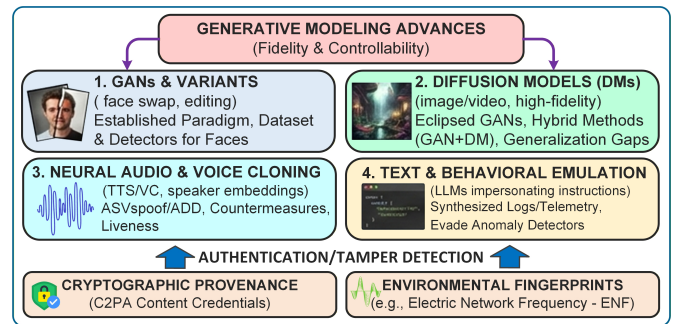 GENERATIVE MODELING ADVANCES
(Fidelity & Controllability)
1. GANs & VARIANTS
( face swap, editing)
Established Paradigm, Dataset
& Detectors for Faces
2. DIFFUSION MODELS (DMs)
(image/video, high-fidelity)
Eclipsed GANs, Hybrid Methods
(GAN+DM), Generalization Gaps
3. NEURAL AUDIO & VOICE CLONING
(TTS/VC, speaker embeddings)
ASVspoof/ADD, Countermeasures,
Liveness
4. TEXT & BEHAVIORAL EMULATION
(LLMs impersonating instructions)
Synthesized Logs/Telemetry,
Evade Anomaly Detectors
AUTHENTICATION/TAMPER DETECTION
CRYPTOGRAPHIC PROVENANCE
(C2PA Content Credentials)
ENVIRONMENTAL FINGERPRINTS
(e.g., Electric Network Frequency - ENF)